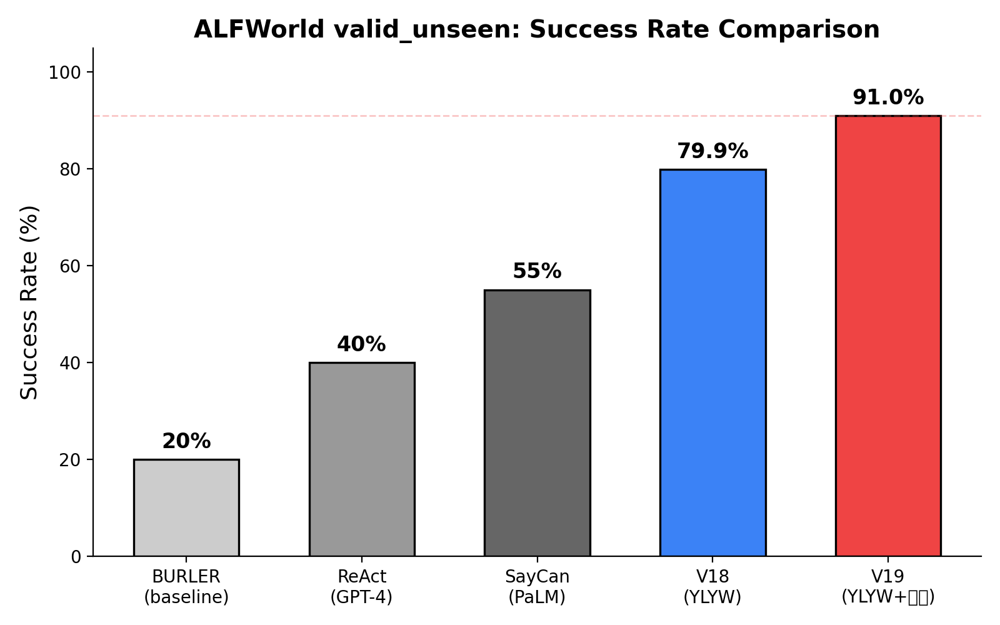 ALFWorld valid_unseen: Success Rate Comparison
Success Rate (%)
100
80
60
40
20
0
20%
40%
55%
79.9%
91.0%
BURLER
(baseline)
ReAct
(GPT-4)
SayCan
(PaLM)
V18
(YLYW)
V19
(YLYW+)